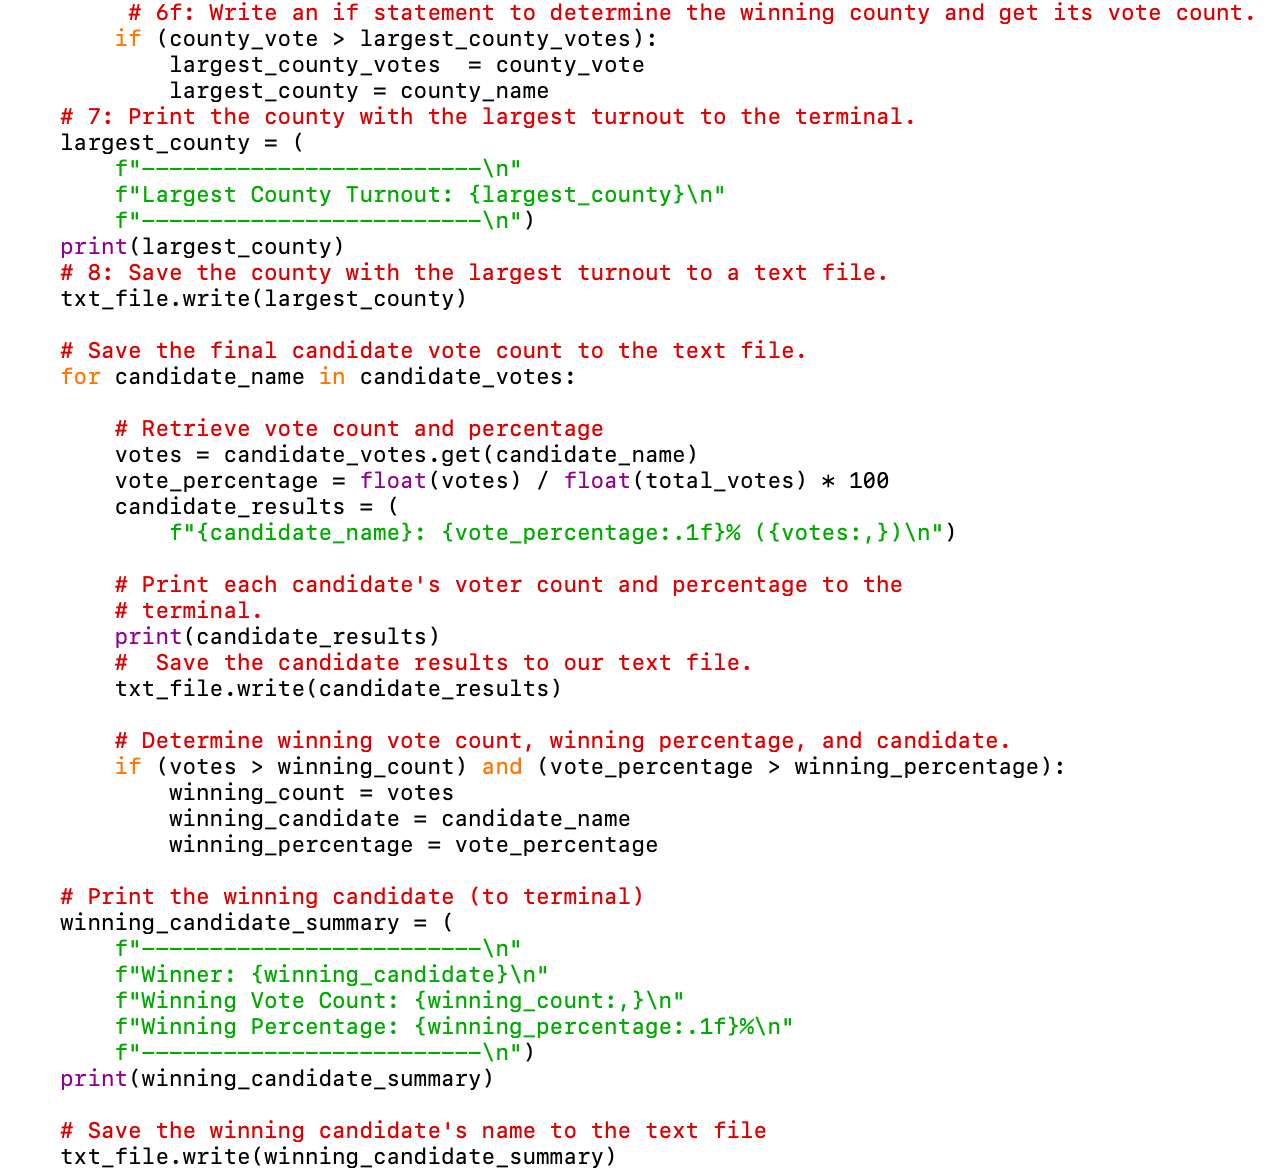 # 6f: Write an if statement to determine the winning county and get its vote count.
if (county_vote > largest_county_votes):
largest_county_votes  = county_vote
largest_county = county_name
# 7: Print the county with the largest turnout to the terminal.
largest_county = (
f"-------------------------\n"
f"Largest County Turnout: {largest_county}\n"
f"-------------------------\n")
print(largest_county)
# 8: Save the county with the largest turnout to a text file.
txt_file.write(largest_county)
# Save the final candidate vote count to the text file.
for candidate_name in candidate_votes:
# Retrieve vote count and percentage
votes = candidate_votes.get(candidate_name)
vote_percentage = float(votes) / float(total_votes) * 100
candidate_results = (
f"{candidate_name}: {vote_percentage:.1f}% ({votes:,})\n")
# Print each candidate's voter count and percentage to the
# terminal.
print(candidate_results)
#  Save the candidate results to our text file.
txt_file.write(candidate_results)
# Determine winning vote count, winning percentage, and candidate.
if (votes > winning_count) and (vote_percentage > winning_percentage):
winning_count = votes
winning_candidate = candidate_name
winning_percentage = vote_percentage
# Print the winning candidate (to terminal)
winning_candidate_summary = (
f"-------------------------\n"
f"Winner: {winning_candidate}\n"
f"Winning Vote Count: {winning_count:,}\n"
f"Winning Percentage: {winning_percentage:.1f}%\n"
f"-------------------------\n")
print(winning_candidate_summary)
# Save the winning candidate's name to the text file
txt_file.write(winning_candidate_summary)